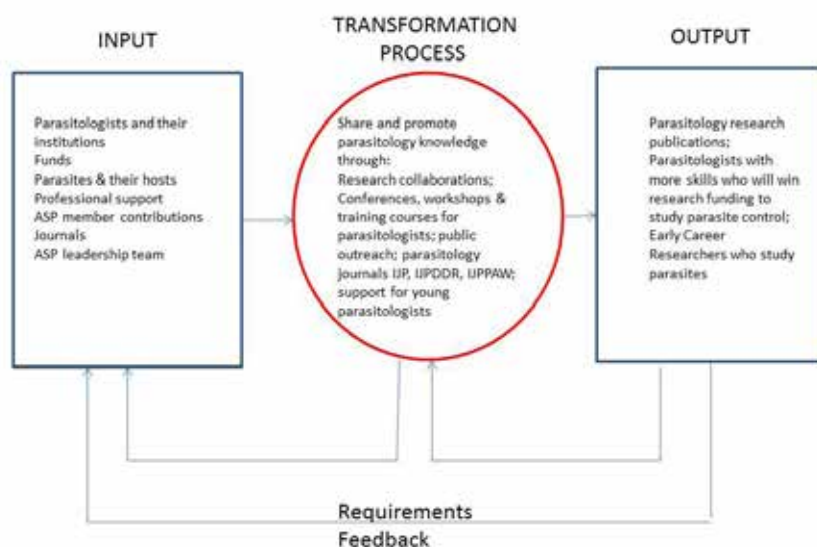 INPUT
Parasitologists and their
institutions
Funds
Parasites & their hosts
Professional support
ASP member contributions
Journals
ASP leadership team
TRANSFORMATION
PROCESS
Share and promote
parasitology knowledge
through:
Research collaborations;
Conferences, workshops &
training courses for
parasitologists; public
outreach; parasitology
journals IJP, IJPDDR, IJPPAW;
support for young
parasitologists
OUTPUT
Parasitology research
publications;
Parasitologists with
more skills who will win
research funding to
study parasite control;
Early Career
Researchers who study
parasites
Requirements
Feedback